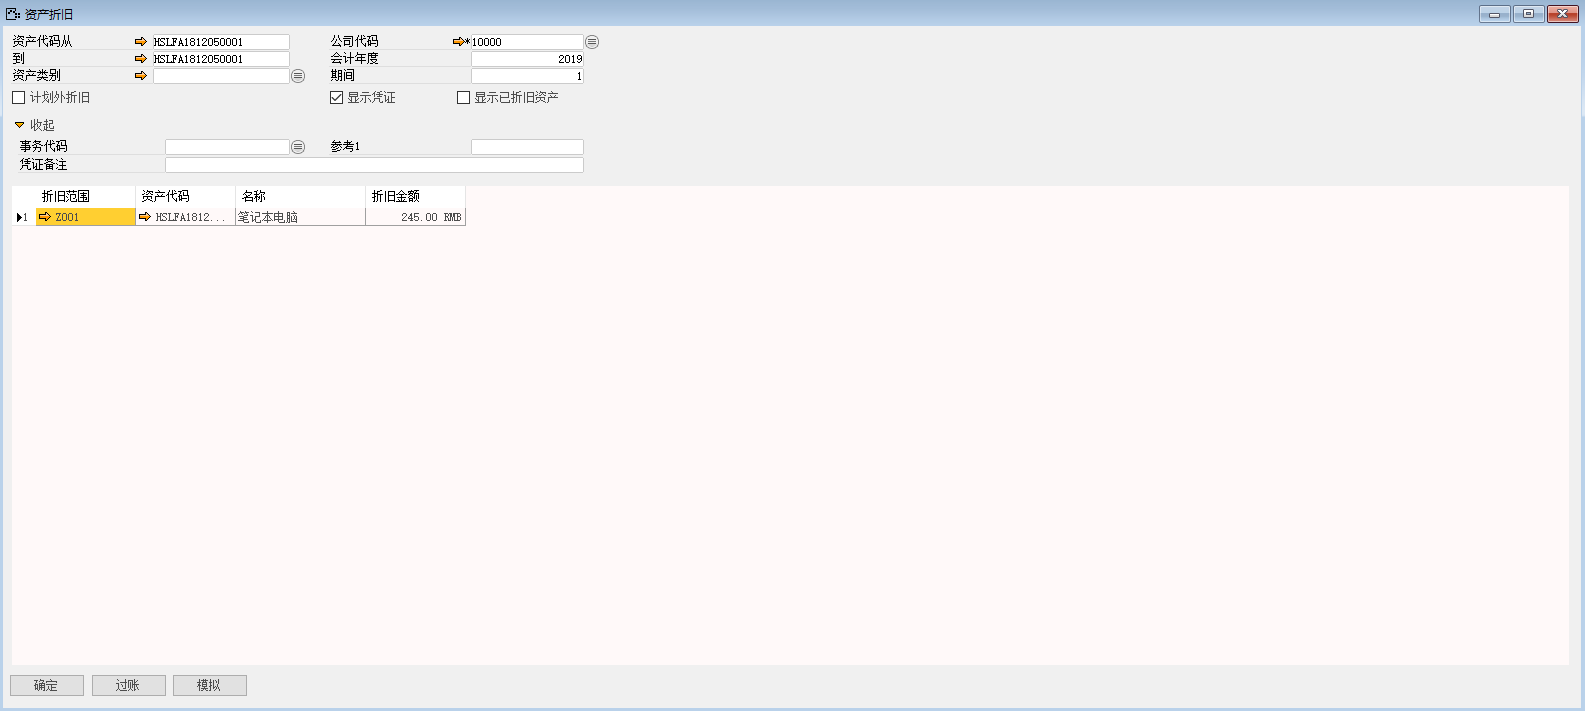 资产折旧
资产代码从 HSLFA1812050001 公司代码 *10000
到 HSLFA1812050001 会计年度 2019
资产类别 期间 1
计划外折旧 显示凭证 显示已折旧资产
收起
事务代码 参考1
凭证备注
折旧范围 资产代码 名称 折旧金额
1 Z001 HSLFA1812... 笔记本电脑 245.00 RMB
确定 过账 模拟